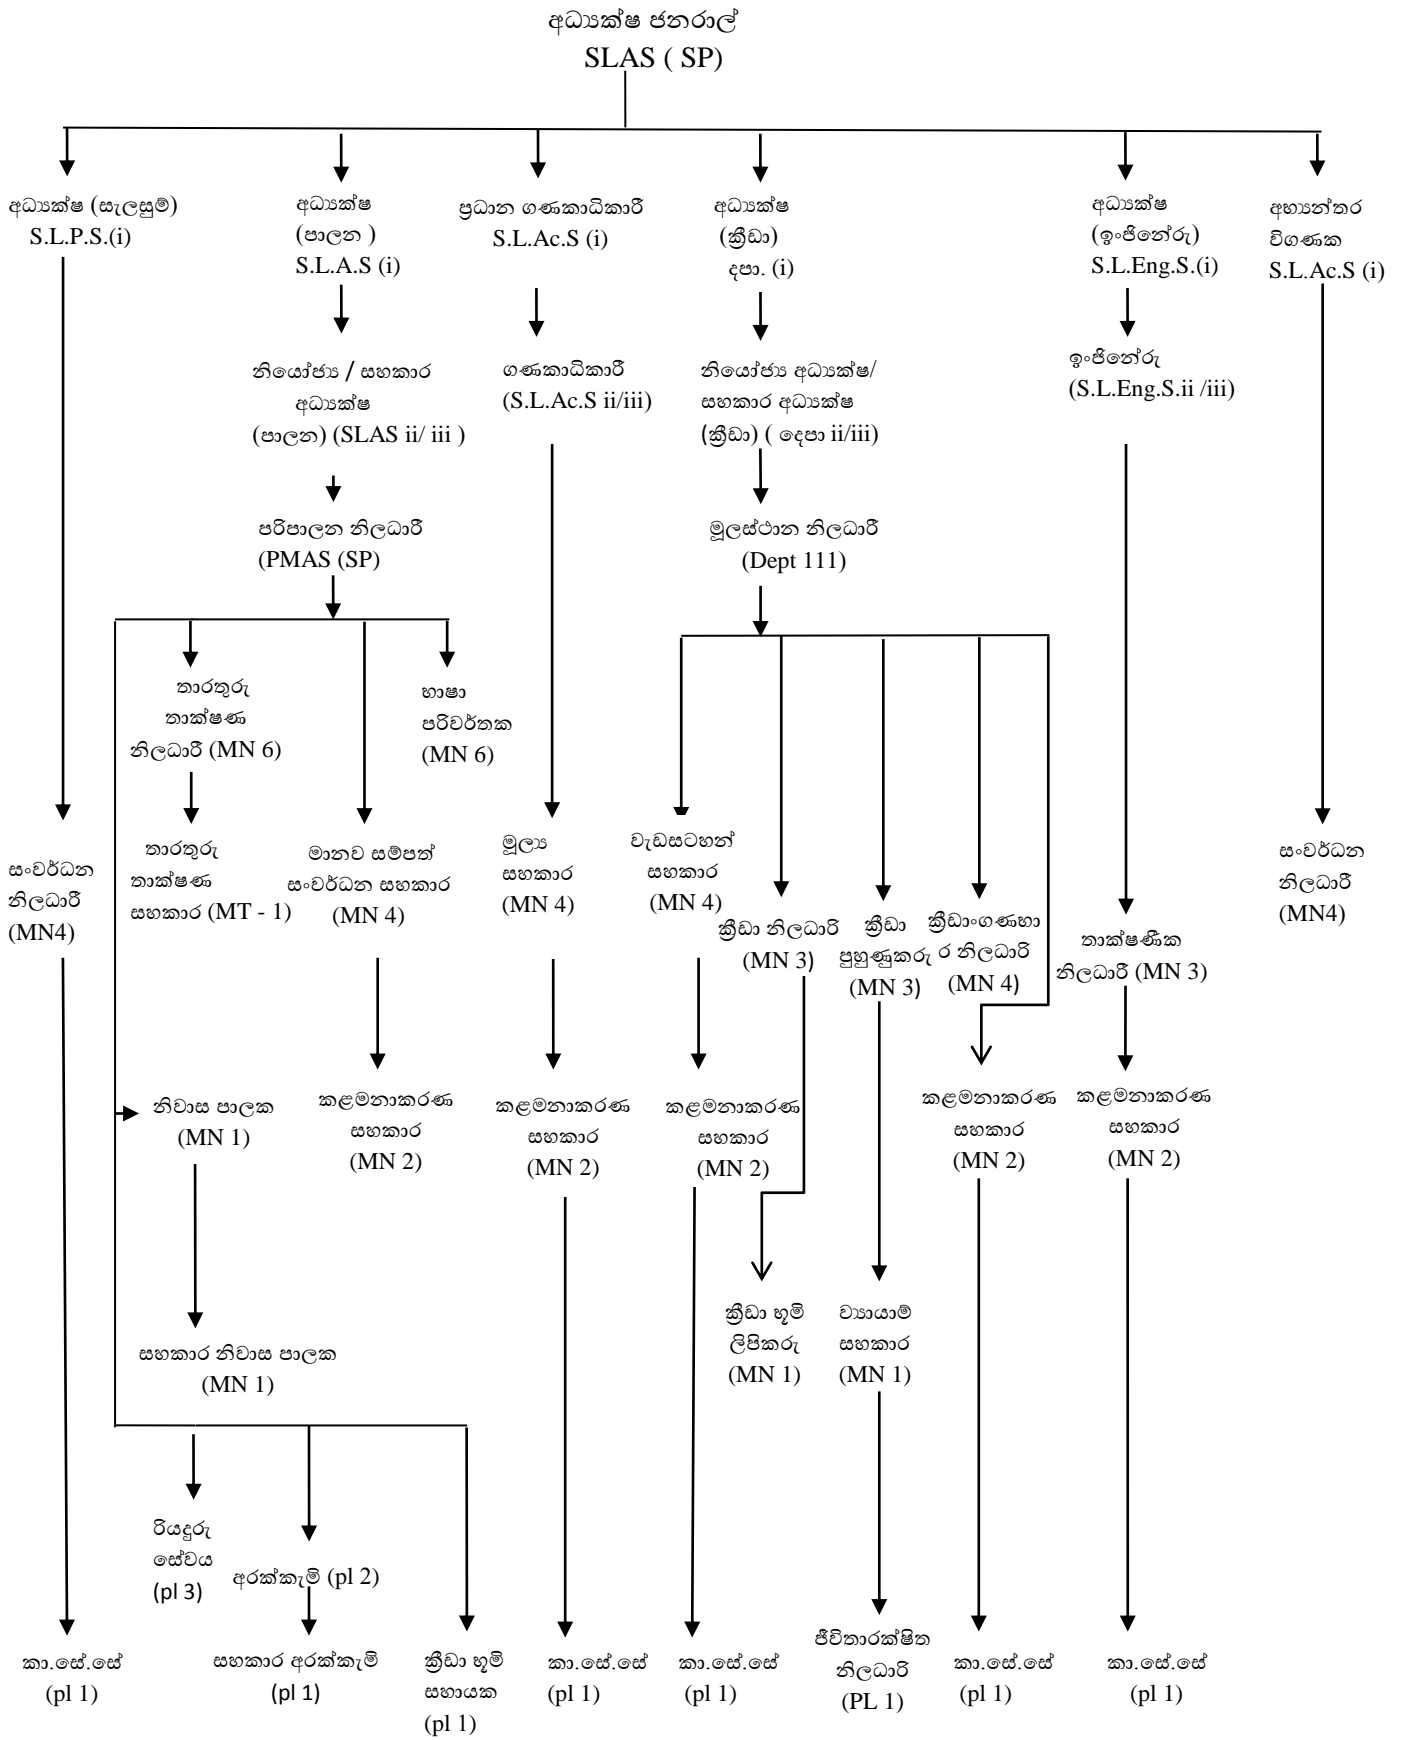 අධ්‍යක්ෂ ජනරාල්
SLAS ( SP)
අධ්‍යක්ෂ (සැලසුම්)
S.L.P.S.(i)
අධ්‍යක්ෂ
(පාලන )
S.L.A.S (i)
ප්‍රධාන ගණකාධිකාරී
S.L.Ac.S (i)
අධ්‍යක්ෂ
(ක්‍රීඩා)
දපා. (i)
අධ්‍යක්ෂ
(ඉංජිනේරු)
S.L.Eng.S.(i)
අභ්‍යන්තර
විගණක
S.L.Ac.S (i)
නියෝජ්‍ය / සහකාර
අධ්‍යක්ෂ
(පාලන) (SLAS ii/ iii )
ගණකාධිකාරී
(S.L.Ac.S ii/iii)
නියෝජ්‍ය අධ්‍යක්ෂ/
සහකාර අධ්‍යක්ෂ
(ක්‍රීඩා) ( දෙපා ii/iii)
ඉංජිනේරු
(S.L.Eng.S.ii /iii)
පරිපාලන නිලධාරී
(PMAS (SP)
මූලස්ථාන නිලධාරී
(Dept 111)
තාරතුරු
තාක්ෂණ
නිලධාරී (MN 6)
භාෂා
පරිවර්තක
(MN 6)
සංවර්ධන
නිලධාරී
(MN4)
තාරතුරු
තාක්ෂණ
සහකාර (MT - 1)
මානව සම්පත්
සංවර්ධන සහකාර
(MN 4)
මූල්‍ය
සහකාර
(MN 4)
වැඩසටහන්
සහකාර
(MN 4)
ක්‍රීඩා නිලධාරි
(MN 3)
ක්‍රීඩා
පුහුණුකරු
(MN 3)
ක්‍රීඩාංගණභා
ර නිලධාරි
(MN 4)
තාක්ෂණික
නිලධාරී (MN 3)
සංවර්ධන
නිලධාරී
(MN4)
නිවාස පාලක
(MN 1)
කළමනාකරණ
සහකාර
(MN 2)
කළමනාකරණ
සහකාර
(MN 2)
කළමනාකරණ
සහකාර
(MN 2)
කළමනාකරණ
සහකාර
(MN 2)
කළමනාකරණ
සහකාර
(MN 2)
සහකාර නිවාස පාලක
(MN 1)
ක්‍රීඩා භූමි
ලිපිකරු
(MN 1)
ව්‍යායාම්
සහකාර
(MN 1)
රියදුරු
සේවය
(pl 3)
අරක්කැමි (pl 2)
කා.සේ.සේ
(pl 1)
සහකාර අරක්කැමි
(pl 1)
ක්‍රීඩා භූමි
සහායක
(pl 1)
කා.සේ.සේ
(pl 1)
කා.සේ.සේ
(pl 1)
ජීවිතාරක්ෂිත
නිලධාරි
(PL 1)
කා.සේ.සේ
(pl 1)
කා.සේ.සේ
(pl 1)